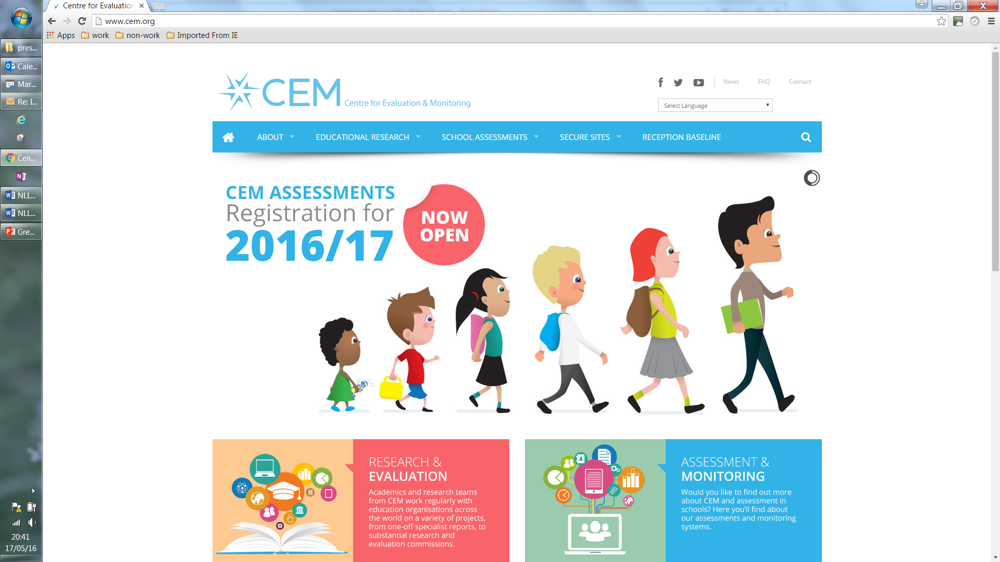 Centre for Evaluation
www.cem.org
Apps
work
non-work
Imported From IE
pres...
Cale...
Mar...
Re: I...
Cen...
NLL...
NLL...
Gre...
20:41
17/05/16
CEM
Centre for Evaluation & Monitoring
News
FAQ
Contact
Select Language
ABOUT
EDUCATIONAL RESEARCH
SCHOOL ASSESSMENTS
SECURE SITES
RECEPTION BASELINE
CEM ASSESSMENTS
Registration for
2016/17
NOW
OPEN
RESEARCH &
EVALUATION
Academics and research teams
from CEM work regularly with
education organisations across
the world on a variety of projects,
from one-off specialist reports, to
substantial research and
evaluation commissions.
ASSESSMENT &
MONITORING
Would you like to find out more
about CEM and assessment in
schools? Here you'll find about
our assessments and monitoring
systems.